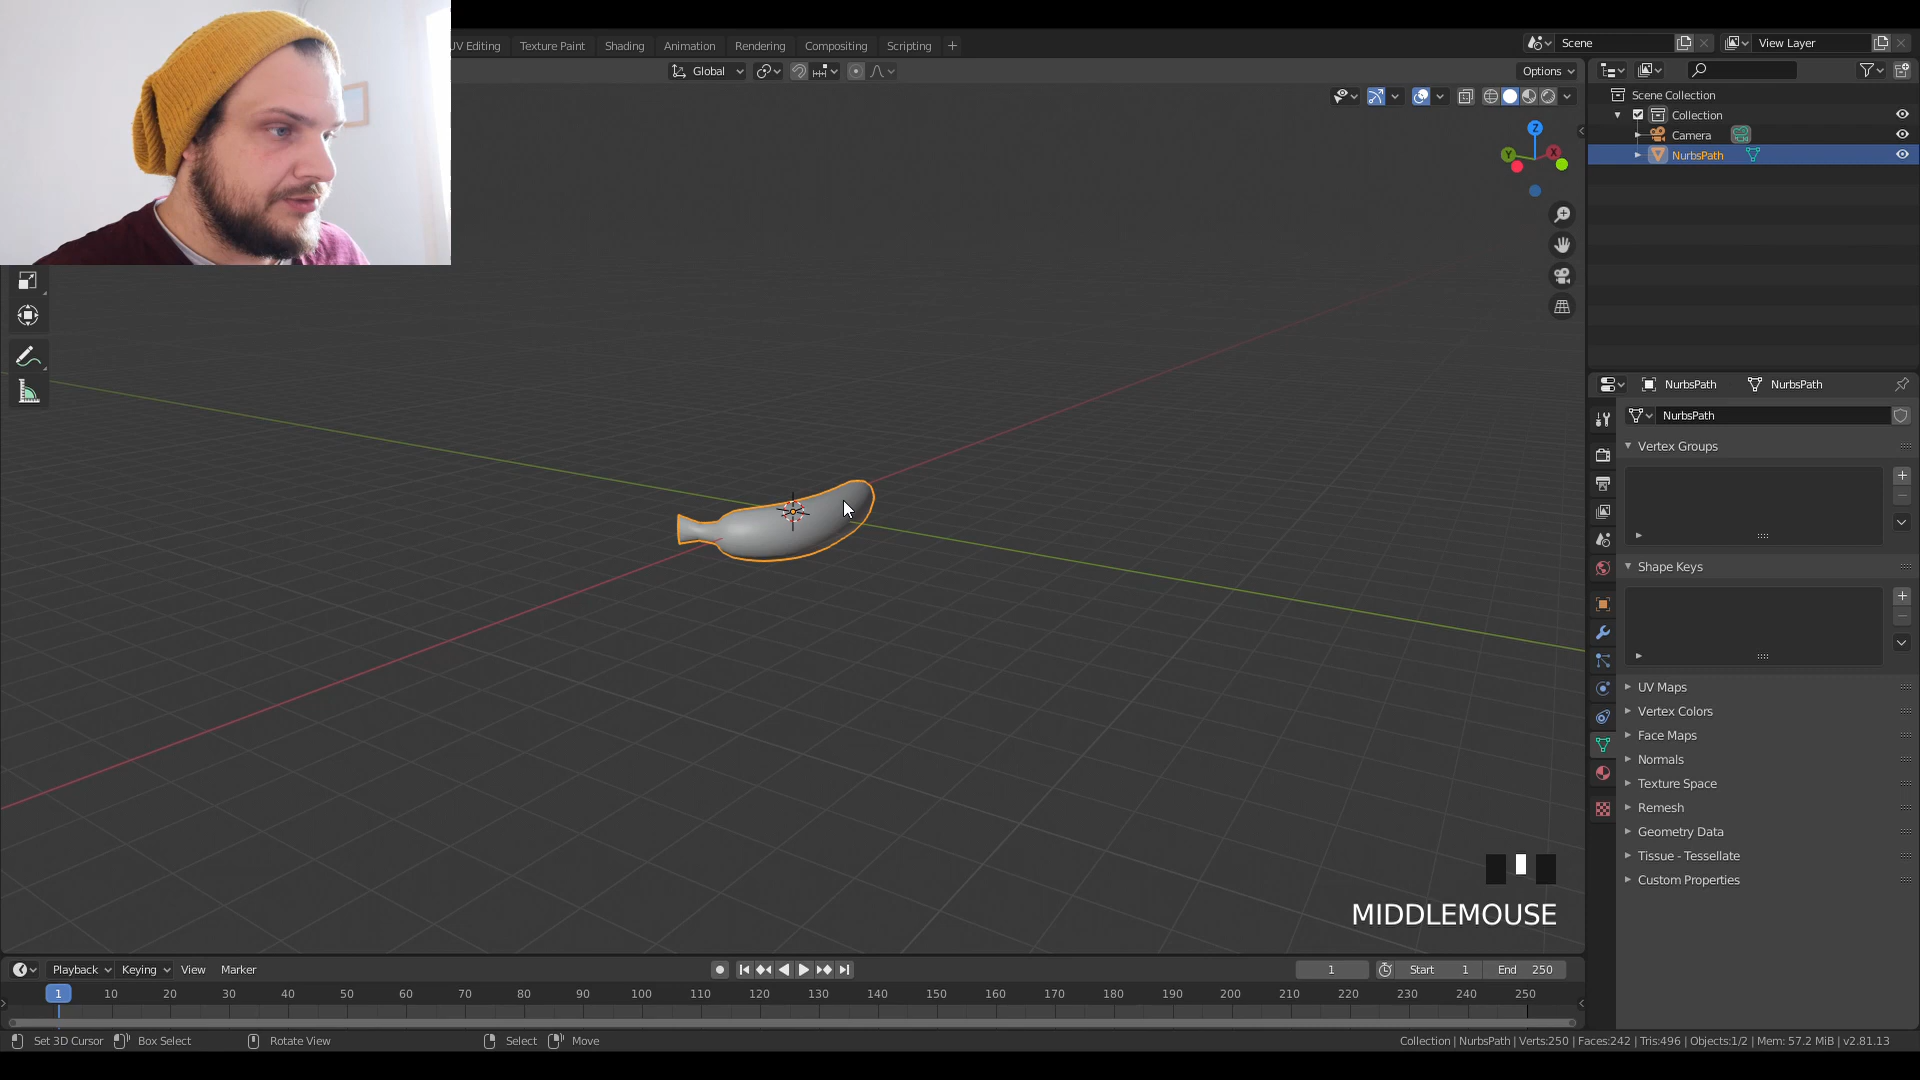 UV Editing Texture Paint Shading Animation Rendering Compositing Scripting
Scene
View Layer
Global
Options
Scene Collection
Collection
Camera
NurbsPath
Z
Y
X
NurbsPath NurbsPath
NurbsPath
Vertex Groups
Shape Keys
UV Maps
Vertex Colors
Face Maps
Normals
Texture Space
Remesh
Geometry Data
Tissue - Tessellate
Custom Properties
MIDDLEMOUSE
Playback Keying View Marker
1 Start 1 End 250
1 10 20 30 40 50 60 70 80 90 100 110 120 130 140 150 160 170 180 190 200 210 220 230 240 250
Set 3D Cursor Box Select Rotate View Select Move
Collection | NurbsPath | Verts:250 | Faces:242 | Tris:496 | Objects:1/2 | Mem: 57.2 MiB | v2.81.13